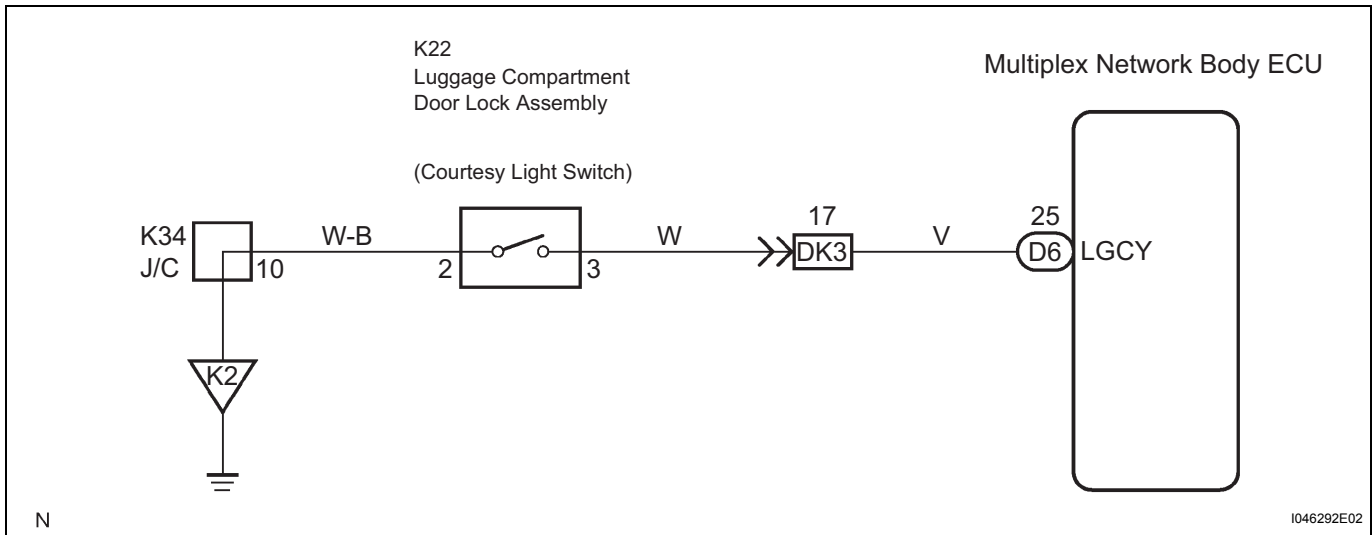 K22
Luggage Compartment
Door Lock Assembly
(Courtesy Light Switch)
Multiplex Network Body ECU
K34
J/C
10
W-B
2
3
W
17
DK3
V
25
D6
LGCY
K2
N
I046292E02